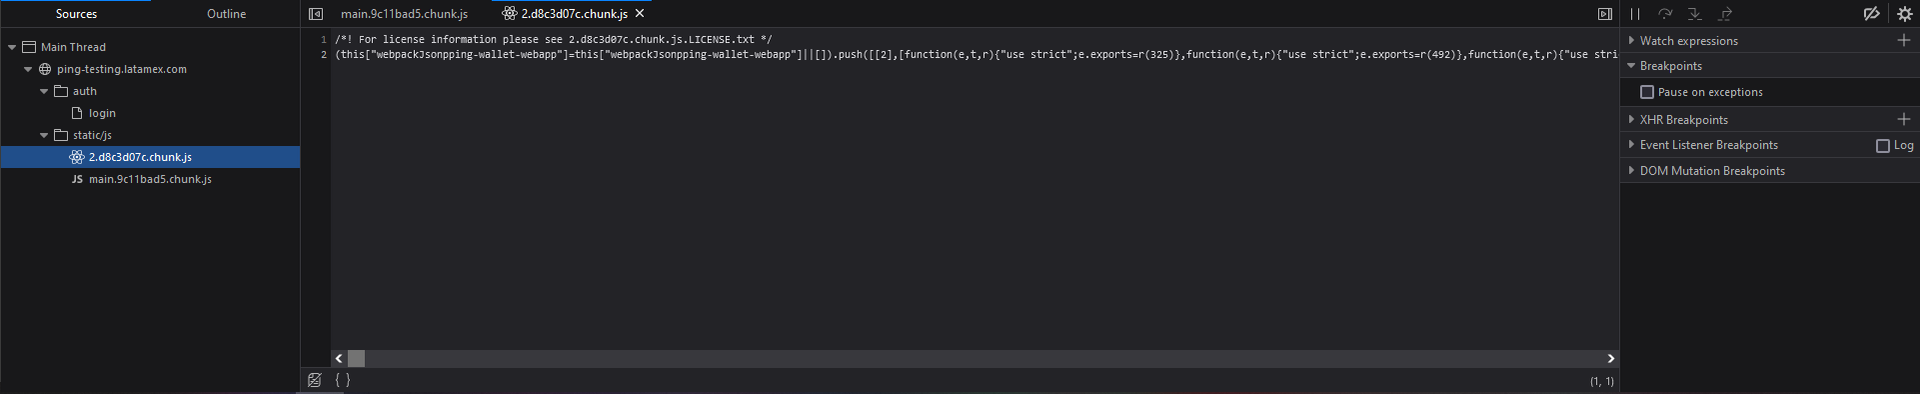 Sources
Outline
Main Thread
ping-testing.latamex.com
auth
login
static/js
2.d8c3d07c.chunk.js
JS main.9c11bad5.chunk.js
main.9c11bad5.chunk.js
2.d8c3d07c.chunk.js
1 /*! For license information please see 2.d8c3d07c.chunk.js.LICENSE.txt */
2 (this["webpackJsonpping-wallet-webapp"]=this["webpackJsonpping-wallet-webapp"]||[]).push([[2],[function(e,t,r){"use strict";e.exports=r(325)},function(e,t,r){"use strict";e.exports=r(492)},function(e,t,r){"use stri
{ }
(1, 1)
Watch expressions
Breakpoints
Pause on exceptions
XHR Breakpoints
Event Listener Breakpoints
Log
DOM Mutation Breakpoints